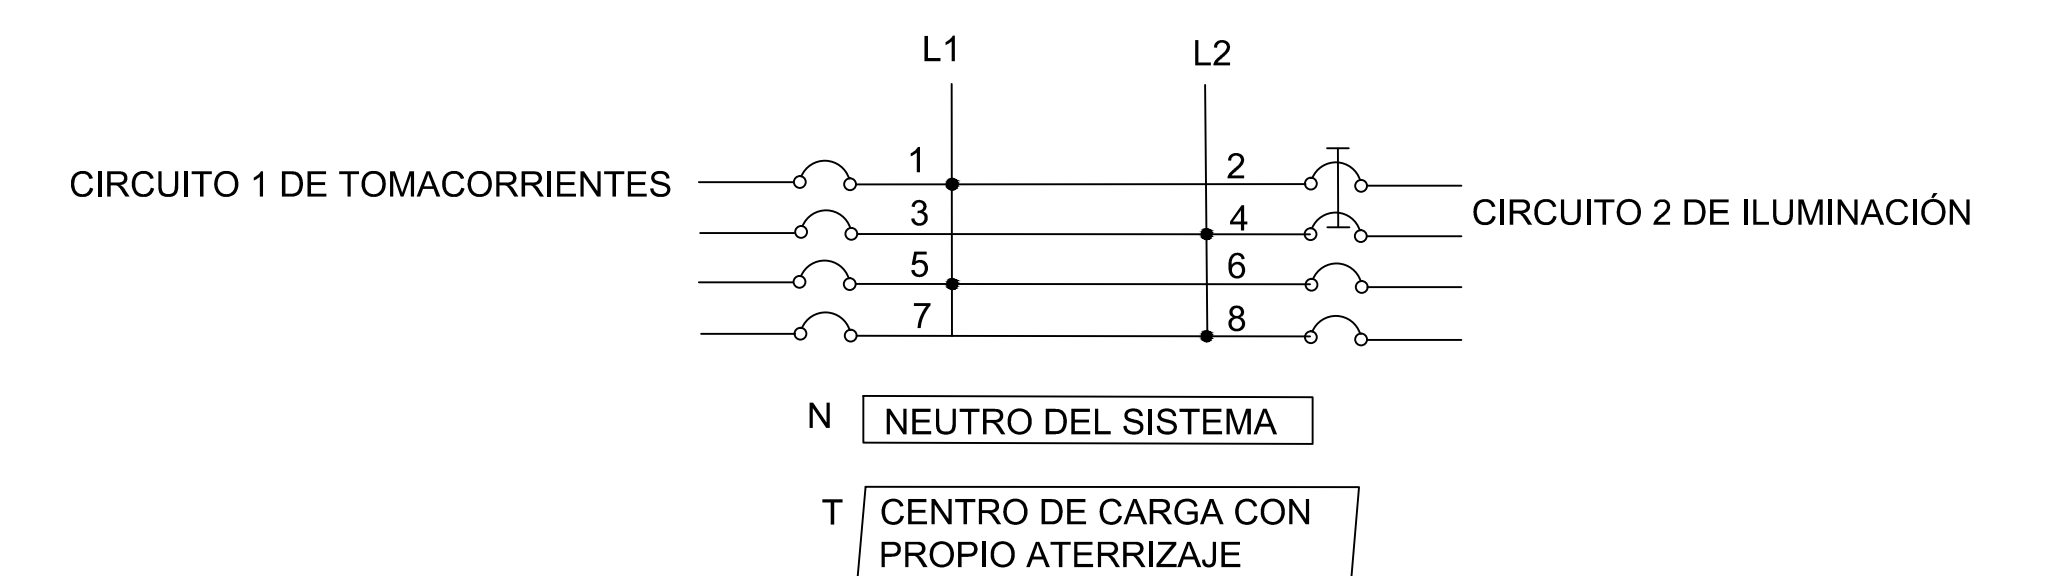 L1
L2
CIRCUITO 1 DE TOMACORRIENTES
1
2
3
4
CIRCUITO 2 DE ILUMINACIÓN
5
6
7
8
N
NEUTRO DEL SISTEMA
T
CENTRO DE CARGA CON
PROPIO ATERRIZAJE